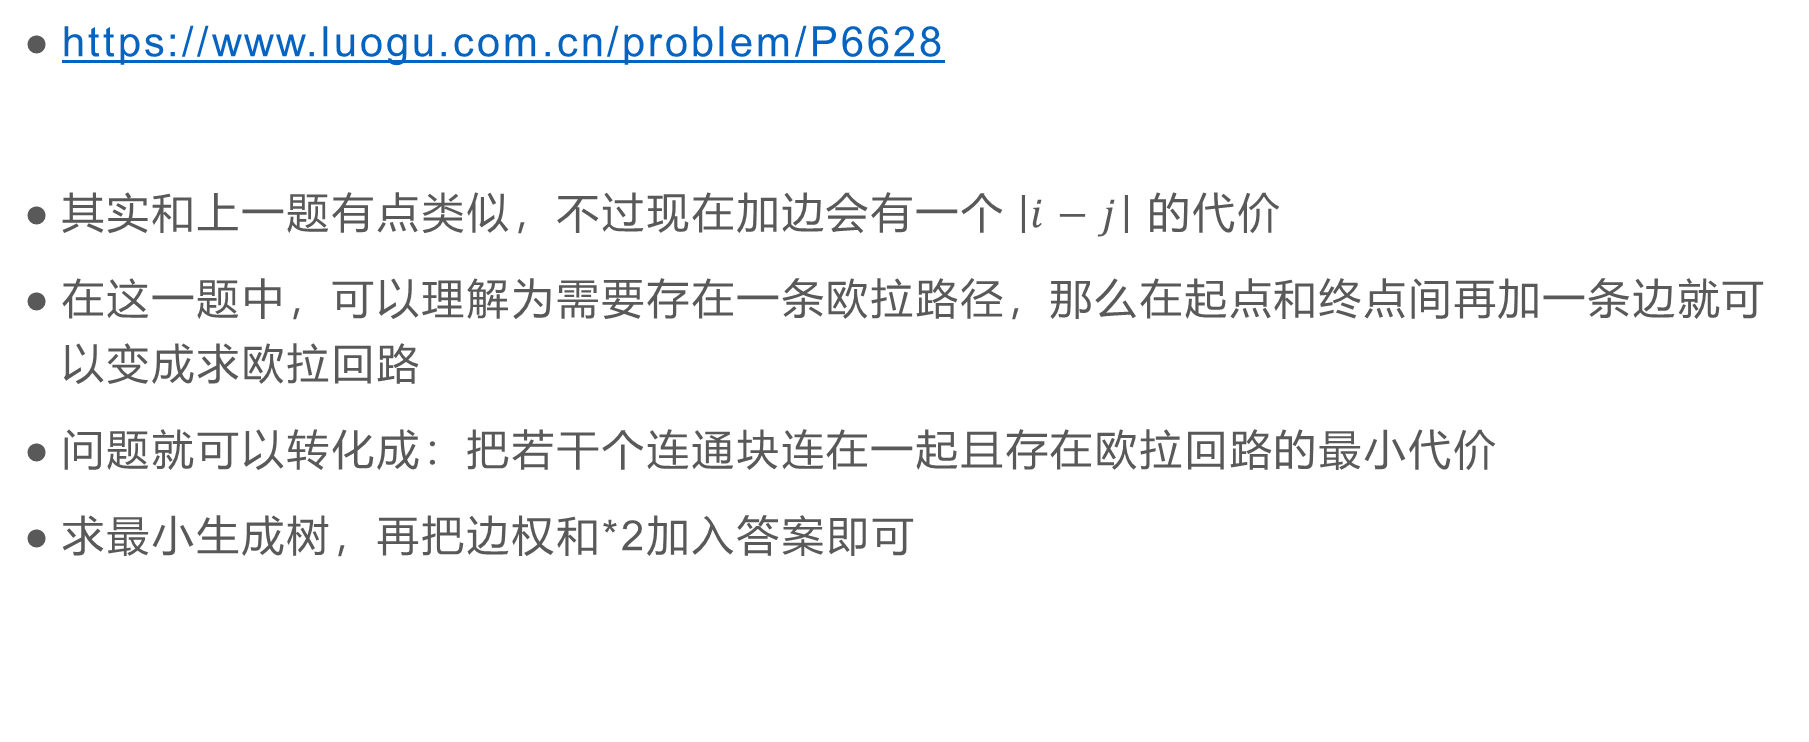 ● https://www.luogu.com.cn/problem/P6628
● 其实和上一题有点类似，不过现在加边会有一个 |i − j| 的代价
● 在这一题中，可以理解为需要存在一条欧拉路径，那么在起点和终点间再加一条边就可
以变成求欧拉回路
● 问题就可以转化成：把若干个连通块连在一起且存在欧拉回路的最小代价
● 求最小生成树，再把边权和*2加入答案即可